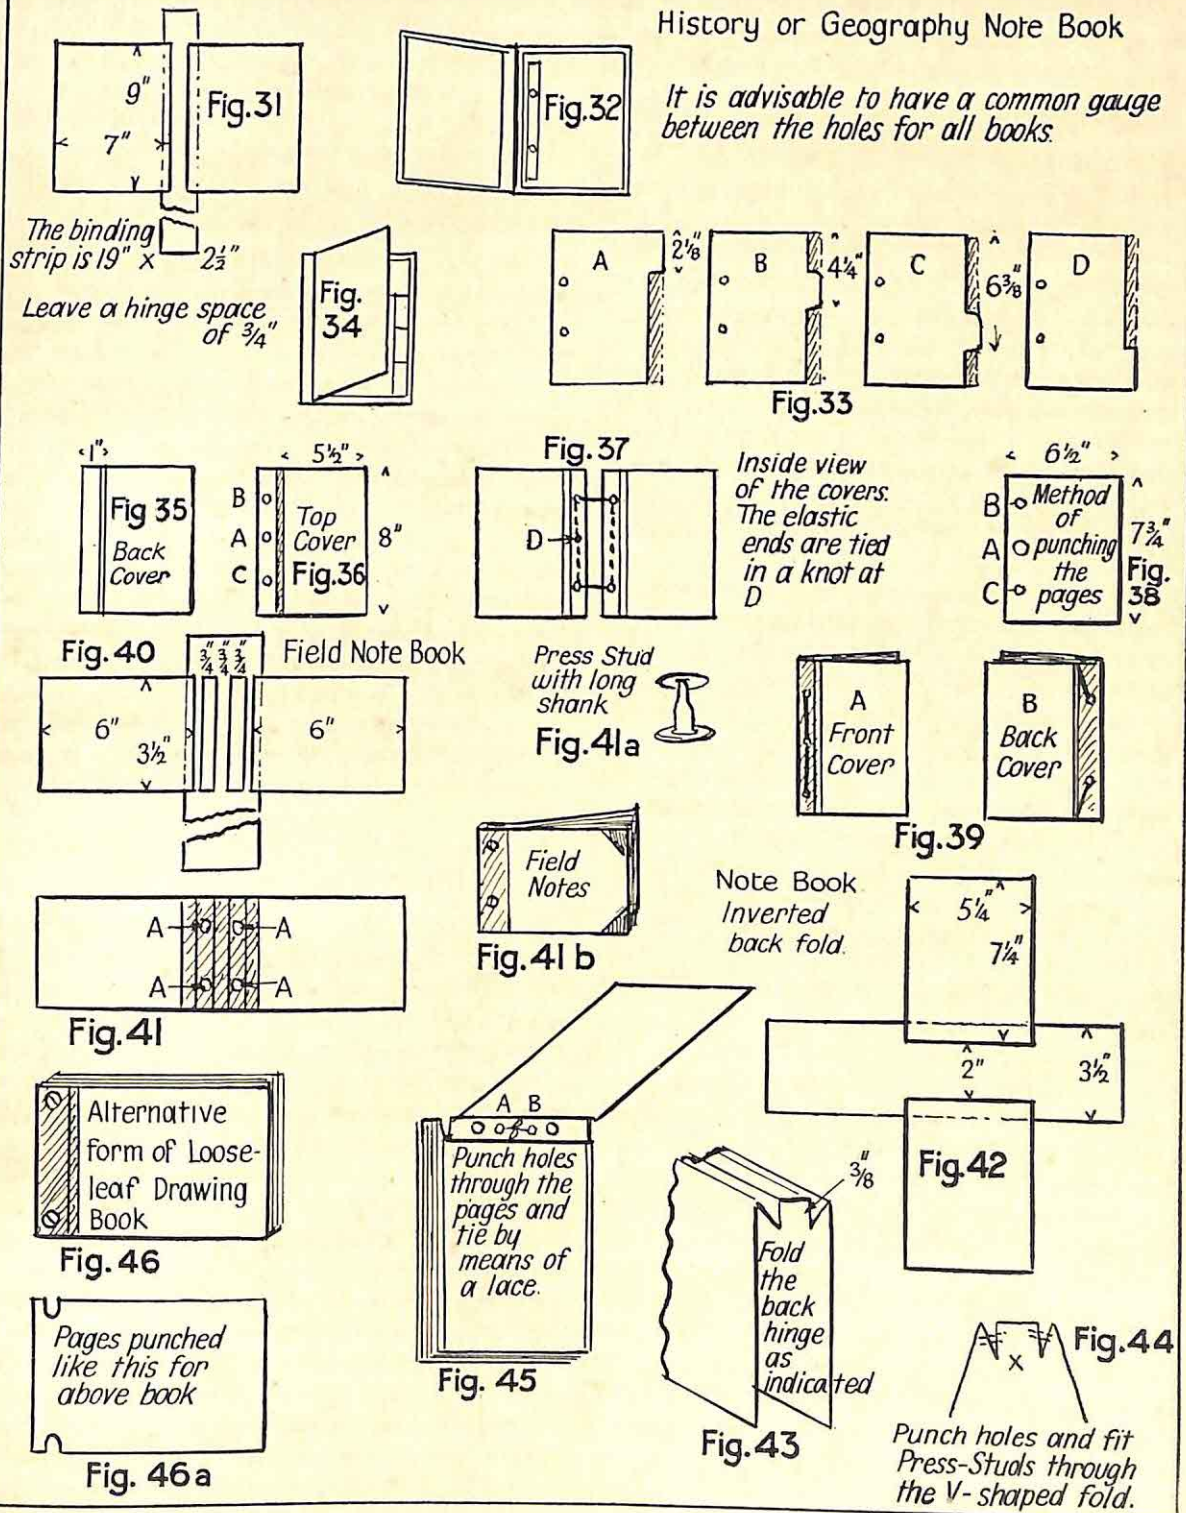 History or Geography Note Book
9"
7"
Fig.31
Fig.32
It is advisable to have a common gauge
between the holes for all books.
The binding
strip is 19" x 2½"
Leave a hinge space
of ¾"
Fig.
34
A
2⅛"
B
4¼"
C
6⅜"
D
Fig.33
1"
Fig 35
Back
Cover
5½"
B
A
C
Top
Cover
8"
Fig.36
Fig.37
D
Inside view
of the covers.
The elastic
ends are tied
in a knot at
D
6½"
B
A
C
Method
of
punching
the
pages
7¾"
Fig.
38
Fig.40
¾" ¾" ¾"
Field Note Book
6"
3½"
6"
Press Stud
with long
shank
Fig.41a
A
Front
Cover
B
Back
Cover
Fig.39
Field
Notes
Fig.41b
A
A
A
A
Fig.41
Note Book
Inverted
back fold.
5¼"
7¼"
2"
3½"
Fig.42
Alternative
form of Loose-
leaf Drawing
Book
Fig.46
A B
Punch holes
through the
pages and
tie by
means of
a lace.
Fig. 45
⅜"
Fold
the
back
hinge
as
indicated
Fig.43
Pages punched
like this for
above book
Fig. 46a
X
Fig.44
Punch holes and fit
Press-Studs through
the V-shaped fold.